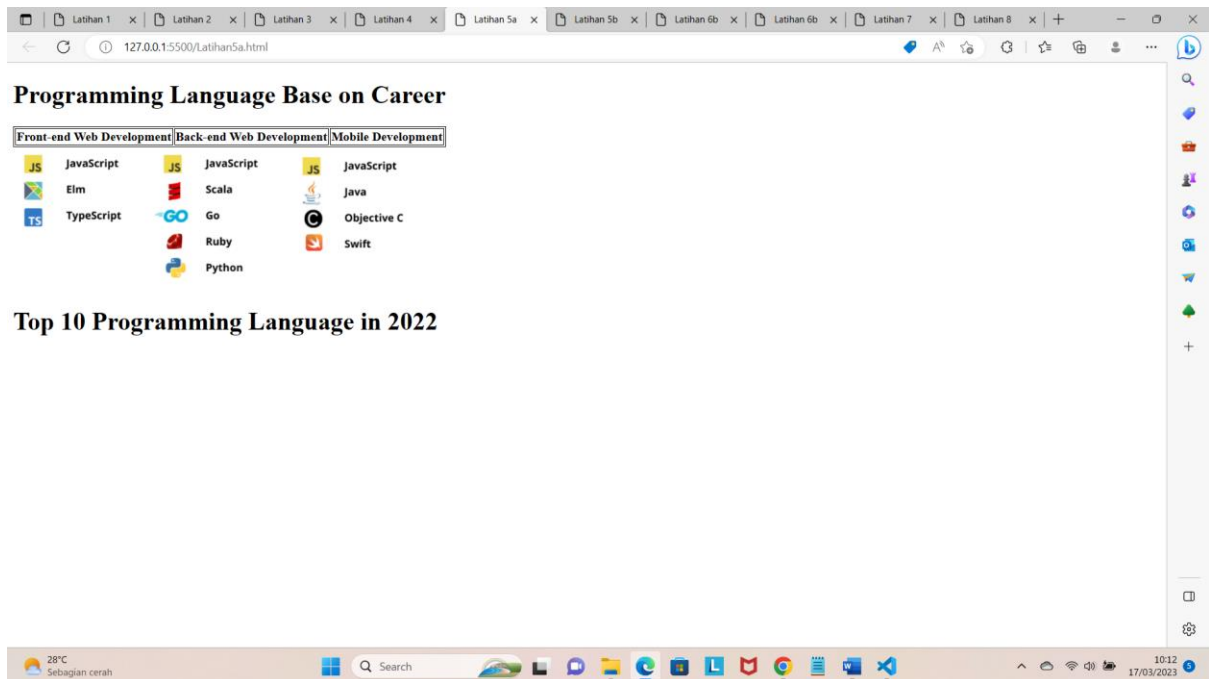 Latihan 1 Latihan 2 Latihan 3 Latihan 4 Latihan 5a Latihan 5b Latihan 6b Latihan 6b Latihan 7 Latihan 8
127.0.0.1:5500/Latihan5a.html
Programming Language Base on Career
Front-end Web Development Back-end Web Development Mobile Development
JS JavaScript JS JavaScript JS JavaScript
Elm Scala Java
TS TypeScript GO Go C Objective C
Ruby Swift
Python
Top 10 Programming Language in 2022
28°C
Sebagian cerah
Search
L
10:12
17/03/2023 5